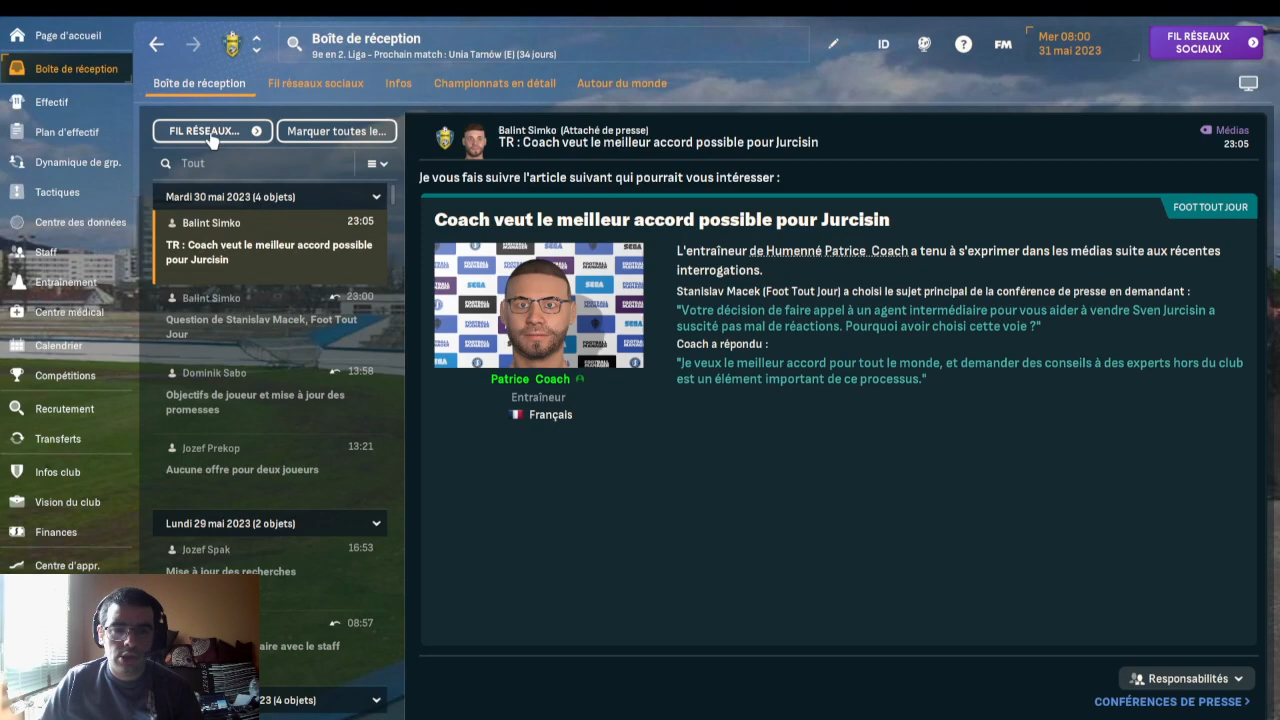 Page d'accueil
Boîte de réception
Effectif
Plan d'effectif
Dynamique de grp.
Tactiques
Centre des données
Staff
Entraînement
Centre médical
Calendrier
Compétitions
Recrutement
Transferts
Infos club
Vision du club
Finances
Centre d'appr.
Boîte de réception
9e en 2. Liga – Prochain match : Unia Tarnów (E) (34 jours)
ID
?
FM
Mer 08:00
31 mai 2023
FIL RÉSEAUX
SOCIAUX
Boîte de réception
Fil réseaux sociaux
Infos
Championnats en détail
Autour du monde
FIL RÉSEAUX...
Marquer toutes le...
Tout
Mardi 30 mai 2023 (4 objets)
Balint Simko 23:05
TR : Coach veut le meilleur accord possible
pour Jurcisin
Balint Simko 23:00
Question de Stanislav Macek, Foot Tout
Jour
Dominik Sabo 13:58
Objectifs de joueur et mise à jour des
promesses
Jozef Prekop 13:21
Aucune offre pour deux joueurs
Lundi 29 mai 2023 (2 objets)
Jozef Spak 16:53
Mise à jour des recherches
08:57
aire avec le staff
23 (4 objets)
Balint Simko (Attaché de presse)
TR : Coach veut le meilleur accord possible pour Jurcisin
Médias
23:05
Je vous fais suivre l'article suivant qui pourrait vous intéresser :
FOOT TOUT JOUR
Coach veut le meilleur accord possible pour Jurcisin
Patrice Coach
Entraîneur
Français
L'entraîneur de Humenné Patrice Coach a tenu à s'exprimer dans les médias suite aux récentes
interrogations.
Stanislav Macek (Foot Tout Jour) a choisi le sujet principal de la conférence de presse en demandant :
"Votre décision de faire appel à un agent intermédiaire pour vous aider à vendre Sven Jurcisin a
suscité pas mal de réactions. Pourquoi avoir choisi cette voie ?"
Coach a répondu :
"Je veux le meilleur accord pour tout le monde, et demander des conseils à des experts hors du club
est un élément important de ce processus."
Responsabilités
CONFÉRENCES DE PRESSE >